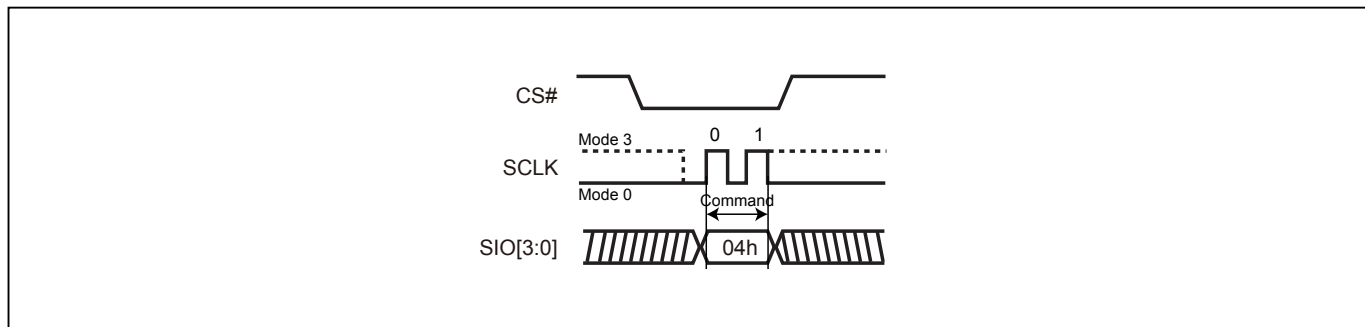 CS#
Mode 3
0 1
SCLK
Mode 0
Command
SIO[3:0]
04h